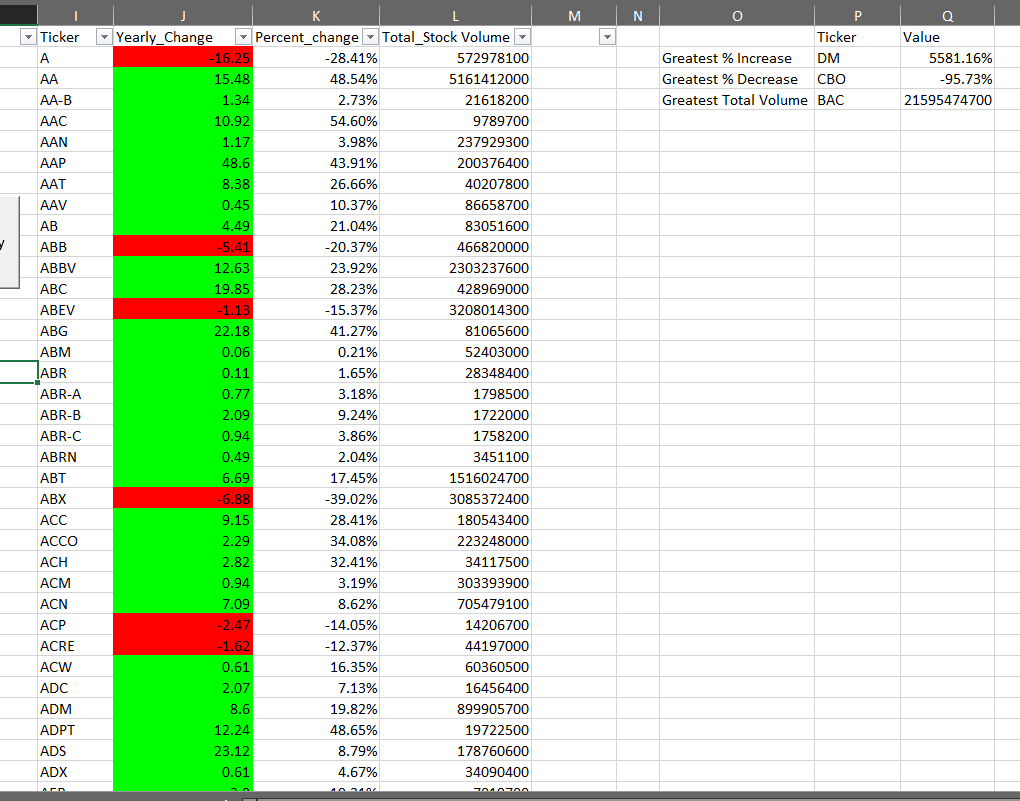 I J K L M N O P Q
Ticker Yearly_Change Percent_change Total_Stock Volume Ticker Value
A -16.25 -28.41% 572978100 Greatest % Increase DM 5581.16%
AA 15.48 48.54% 5161412000 Greatest % Decrease CBO -95.73%
AA-B 1.34 2.73% 21618200 Greatest Total Volume BAC 21595474700
AAC 10.92 54.60% 9789700
AAN 1.17 3.98% 237929300
AAP 48.6 43.91% 200376400
AAT 8.38 26.66% 40207800
AAV 0.45 10.37% 86658700
AB 4.49 21.04% 83051600
y ABB -5.41 -20.37% 466820000
ABBV 12.63 23.92% 2303237600
ABC 19.85 28.23% 428969000
ABEV -1.13 -15.37% 3208014300
ABG 22.18 41.27% 81065600
ABM 0.06 0.21% 52403000
ABR 0.11 1.65% 28348400
ABR-A 0.77 3.18% 1798500
ABR-B 2.09 9.24% 1722000
ABR-C 0.94 3.86% 1758200
ABRN 0.49 2.04% 3451100
ABT 6.69 17.45% 1516024700
ABX -6.88 -39.02% 3085372400
ACC 9.15 28.41% 180543400
ACCO 2.29 34.08% 223248000
ACH 2.82 32.41% 34117500
ACM 0.94 3.19% 303393900
ACN 7.09 8.62% 705479100
ACP -2.47 -14.05% 14206700
ACRE -1.62 -12.37% 44197000
ACW 0.61 16.35% 60360500
ADC 2.07 7.13% 16456400
ADM 8.6 19.82% 899905700
ADPT 12.24 48.65% 19722500
ADS 23.12 8.79% 178760600
ADX 0.61 4.67% 34090400